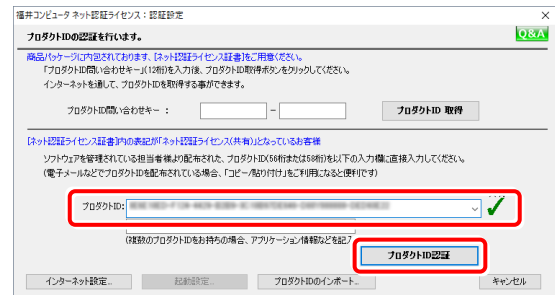 福井コンピュータ ネット認証ライセンス：認証設定
プロダクトIDの認証を行います。
Q&A
商品パッケージに内包されております、[ネット認証ライセンス証書]をご用意ください。
「プロダクトID問い合わせキー」(12桁)を入力後、プロダクトID取得ボタンをクリックしてください。
インターネットを通して、プロダクトIDを取得する事ができます。
プロダクトID問い合わせキー ： － プロダクトID 取得
[ネット認証ライセンス証書]内の表記が「ネット認証ライセンス(共有)」となっているお客様
ソフトウェアを管理されている担当者様より配布された、プロダクトID(56桁または58桁)を以下の入力欄に直接入力してください。
(電子メールなどでプロダクトIDを配布されている場合、「コピー/貼り付け」をご利用になると便利です)
プロダクトID:
(複数のプロダクトIDをお持ちの場合、アプリケーション情報などを記入
プロダクトID認証
インターネット設定... 起動設定... プロダクトIDのインポート... キャンセル